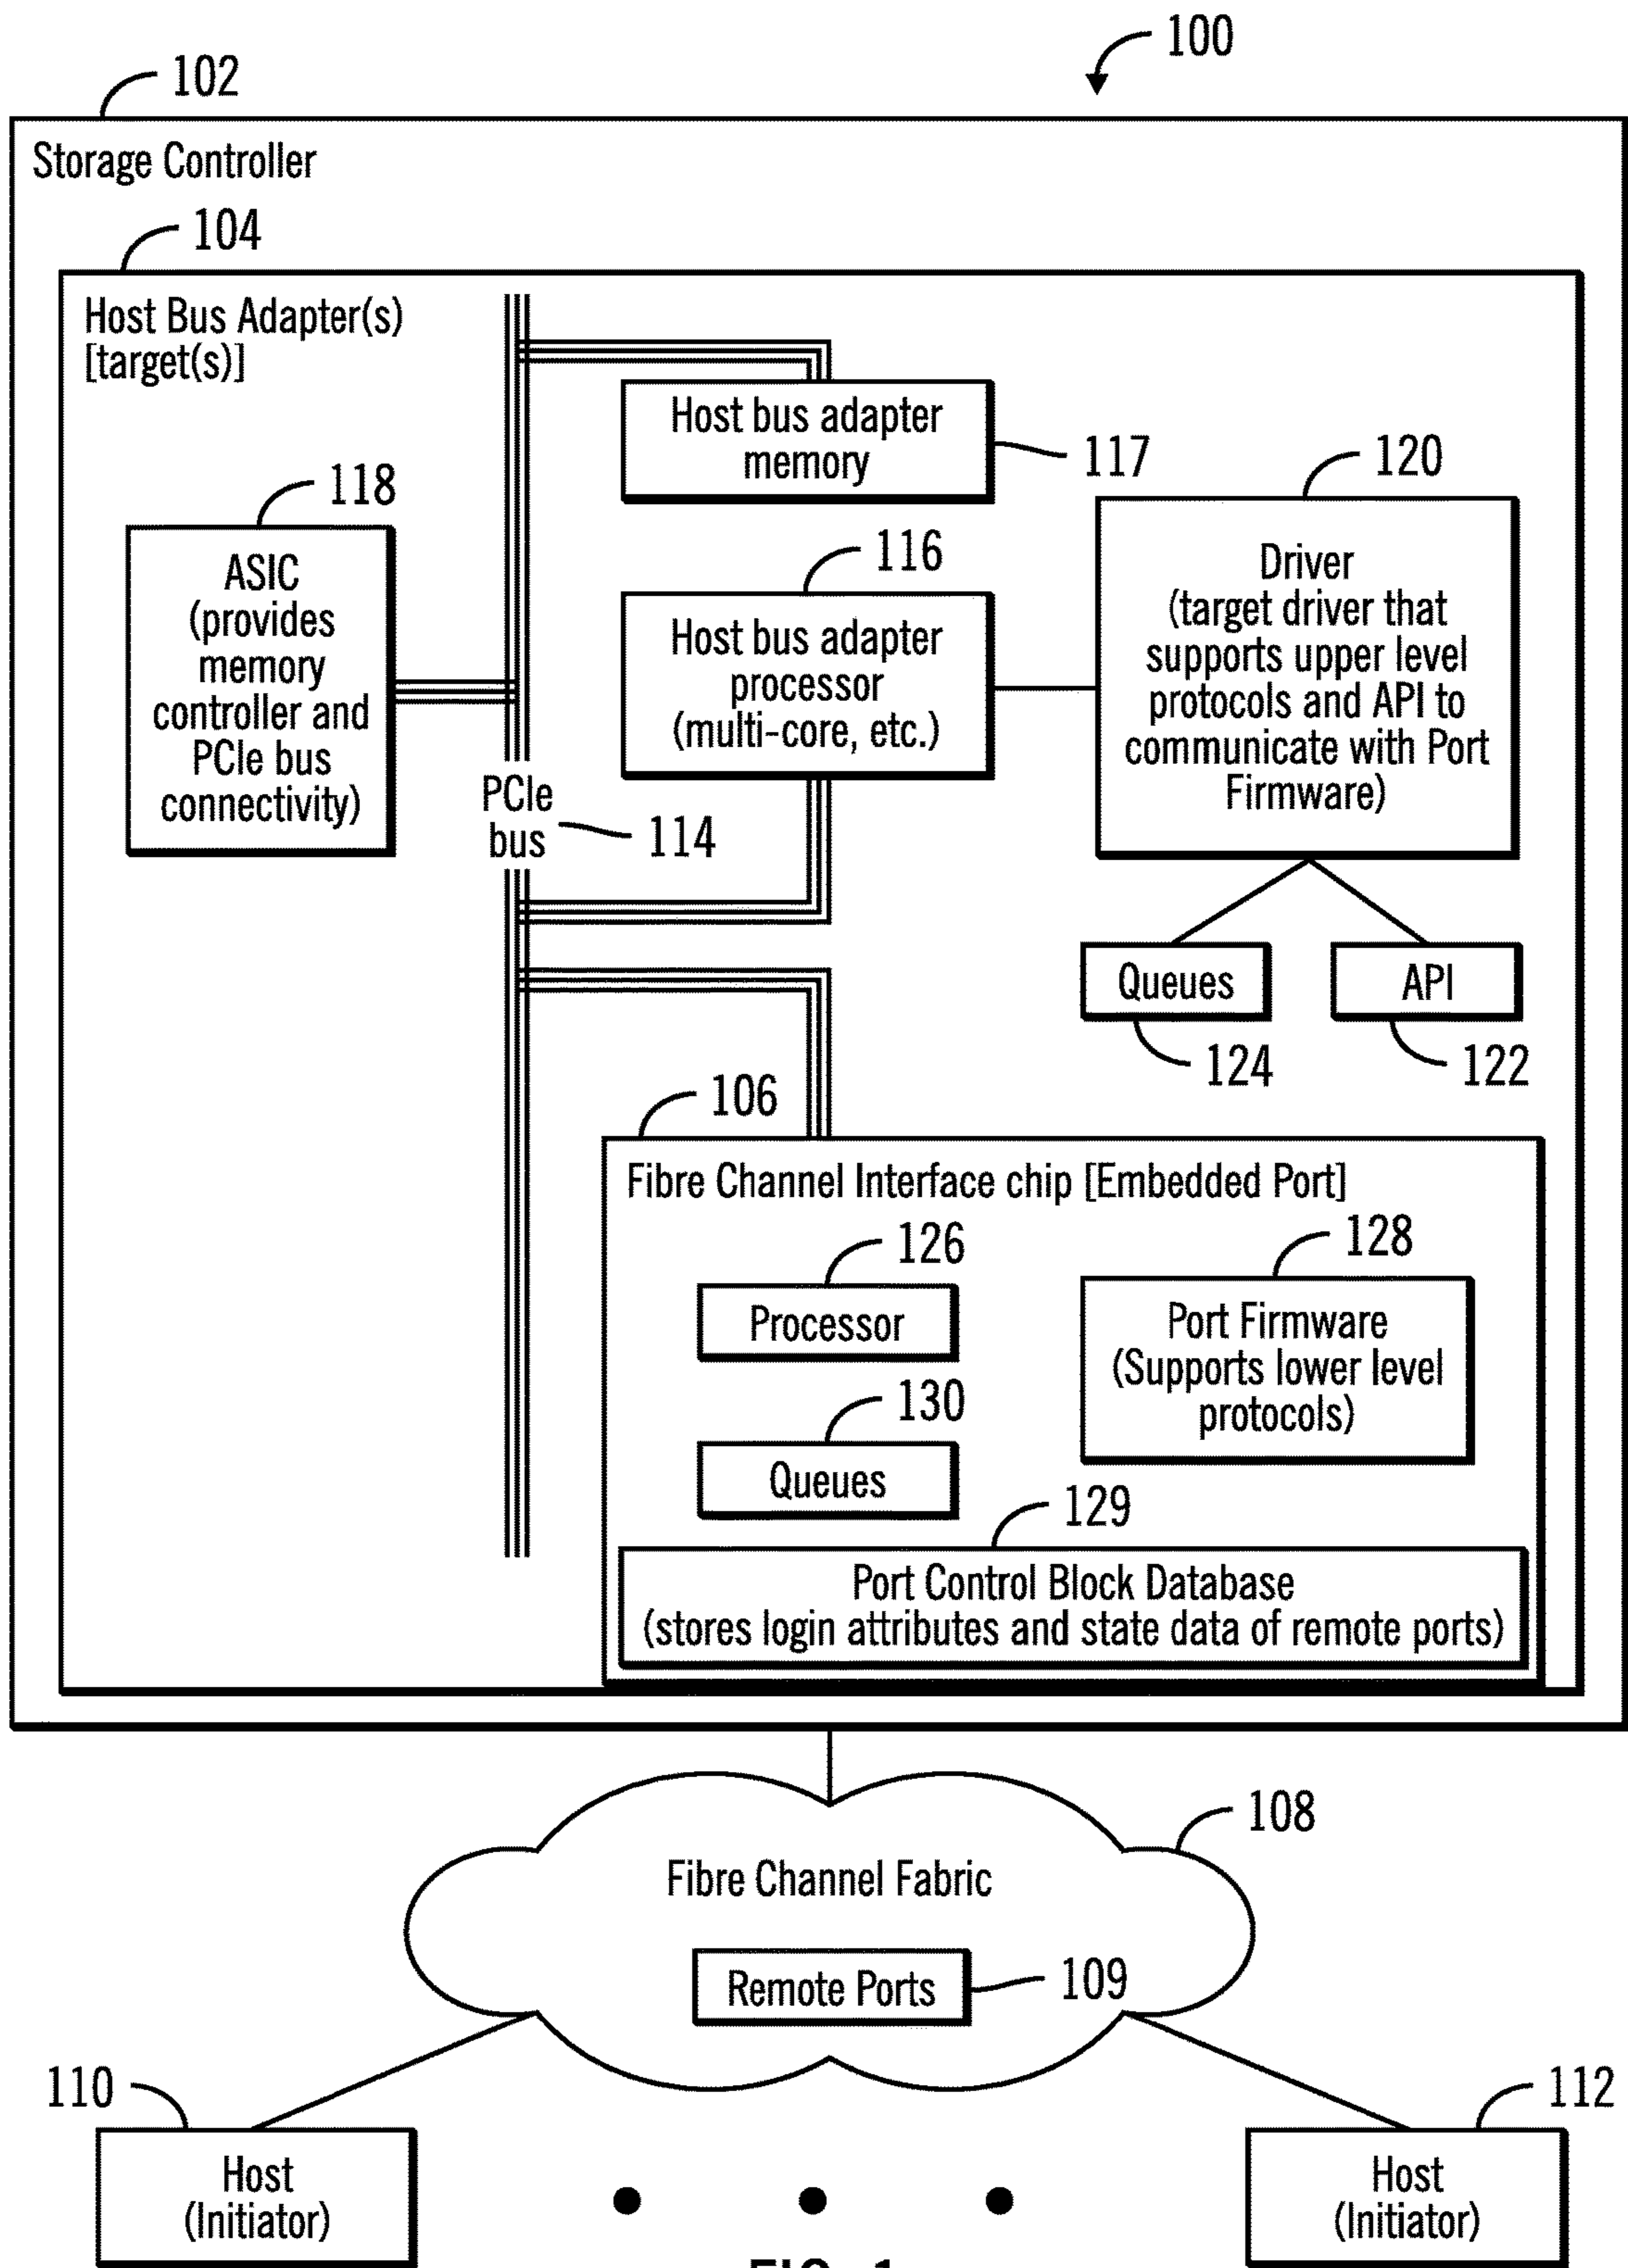 100
102
Storage Controller
104
Host Bus Adapter(s)
[target(s)]
Host bus adapter
memory
117
118
ASIC
(provides
memory
controller and
PCIe bus
connectivity)
116
Host bus adapter
processor
(multi-core, etc.)
120
Driver
(target driver that
supports upper level
protocols and API to
communicate with Port
Firmware)
PCIe
bus
114
Queues
124
API
122
106
Fibre Channel Interface chip [Embedded Port]
126
Processor
128
Port Firmware
(Supports lower level
protocols)
130
Queues
129
Port Control Block Database
(stores login attributes and state data of remote ports)
108
Fibre Channel Fabric
Remote Ports
109
110
Host
(Initiator)
112
Host
(Initiator)
FIG. 1